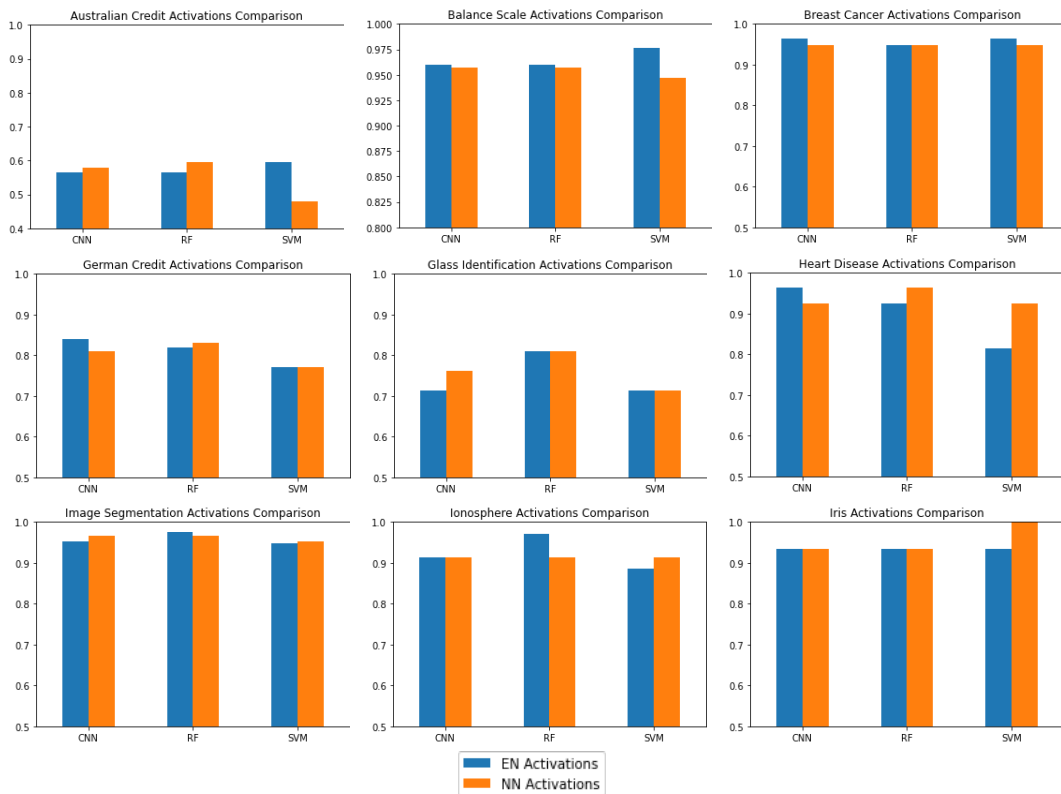 Australian Credit Activations Comparison
1.0
0.9
0.8
0.7
0.6
0.5
0.4
CNN RF SVM
Balance Scale Activations Comparison
1.000
0.975
0.950
0.925
0.900
0.875
0.850
0.825
0.800
CNN RF SVM
Breast Cancer Activations Comparison
1.0
0.9
0.8
0.7
0.6
0.5
CNN RF SVM
German Credit Activations Comparison
1.0
0.9
0.8
0.7
0.6
0.5
CNN RF SVM
Glass Identification Activations Comparison
1.0
0.9
0.8
0.7
0.6
0.5
CNN RF SVM
Heart Disease Activations Comparison
1.0
0.9
0.8
0.7
0.6
0.5
CNN RF SVM
Image Segmentation Activations Comparison
1.0
0.9
0.8
0.7
0.6
0.5
CNN RF SVM
Ionosphere Activations Comparison
1.0
0.9
0.8
0.7
0.6
0.5
CNN RF SVM
Iris Activations Comparison
1.0
0.9
0.8
0.7
0.6
0.5
CNN RF SVM
EN Activations
NN Activations